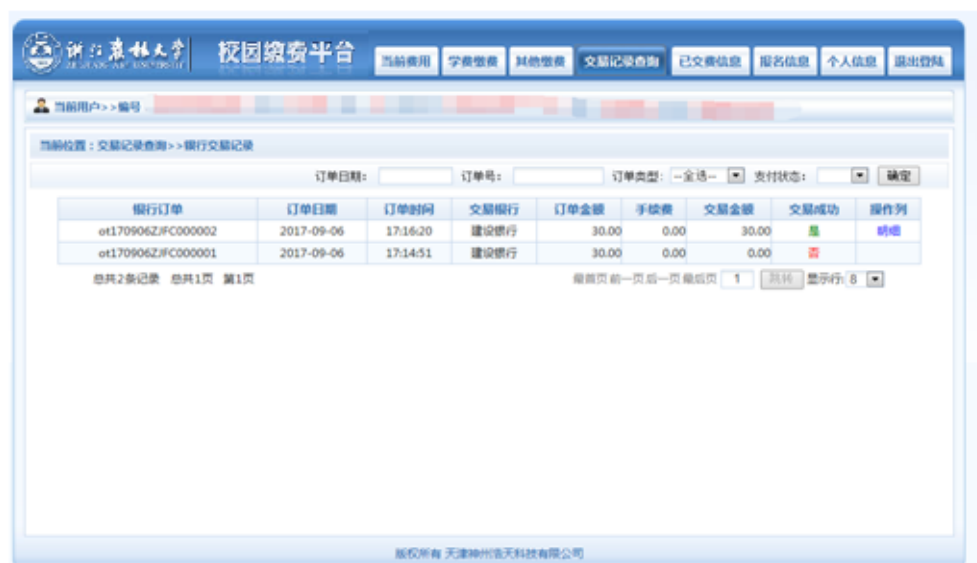 浙江农林大学 校园缴费平台 当前费用 学费缴费 其他缴费 交易记录查询 已交费信息 报名信息 个人信息 退出登陆
当前用户>>编号
当前位置：交易记录查询>>银行交易记录
订单日期: 订单号: 订单类型: --全选-- 支付状态: 确定
银行订单 订单日期 订单时间 交易银行 订单金额 手续费 交易金额 交易成功 操作列
ot170906ZJFC000002 2017-09-06 17:16:20 建设银行 30.00 0.00 30.00 是 明细
ot170906ZJFC000001 2017-09-06 17:14:51 建设银行 30.00 0.00 0.00 否
总共2条记录 总共1页 第1页 最首页 前一页 后一页 最后页 1 跳转 显示行: 8
版权所有 天津神州浩天科技有限公司